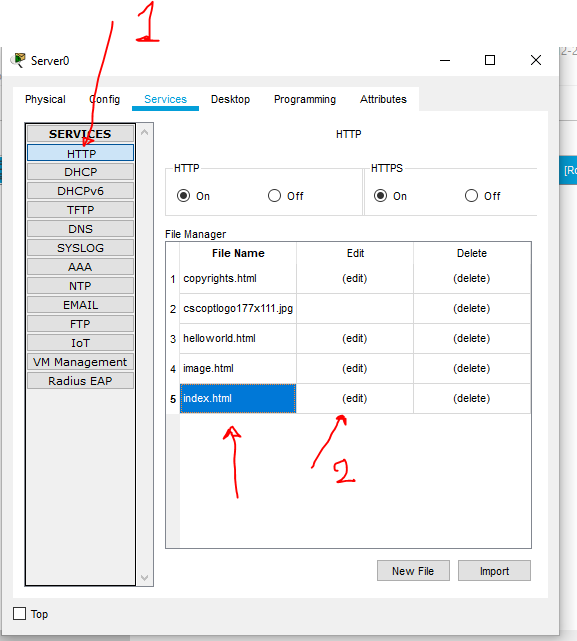 1
2-2
Server0
Physical Config Services Desktop Programming Attributes
SERVICES
HTTP
DHCP
DHCPv6
TFTP
DNS
SYSLOG
AAA
NTP
EMAIL
FTP
IoT
VM Management
Radius EAP
HTTP
HTTP
On Off
HTTPS
On Off
[Ro
File Manager
File Name Edit Delete
1 copyrights.html (edit) (delete)
2 cscoptlogo177x111.jpg (delete)
3 helloworld.html (edit) (delete)
4 image.html (edit) (delete)
5 index.html (edit) (delete)
2
New File Import
Top